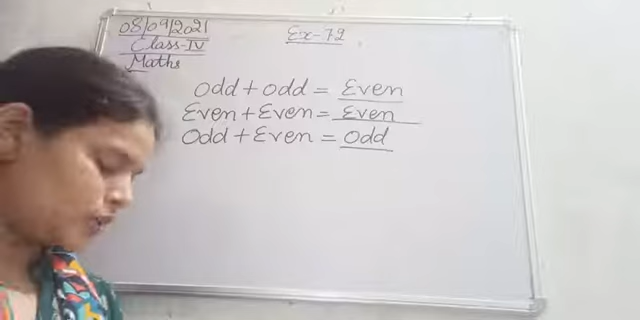 08/09/2021
Class-IV
Maths
Ex-7.2
Odd + Odd = Even
Even + Even = Even
Odd + Even = Odd